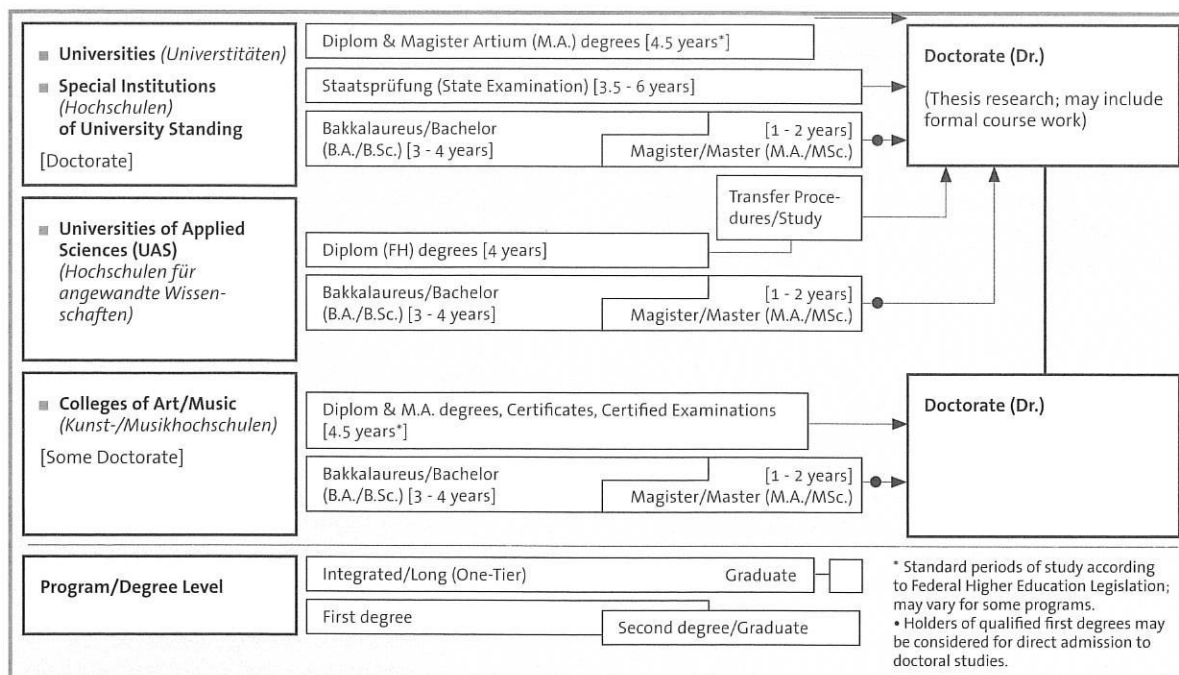 Universities (Universtitäten)
Special Institutions
(Hochschulen)
of University Standing
[Doctorate]
Diplom & Magister Artium (M.A.) degrees [4.5 years*]
Staatsprüfung (State Examination) [3.5 - 6 years]
Bakkalaureus/Bachelor
(B.A./B.Sc.) [3 - 4 years]
[1 - 2 years]
Magister/Master (M.A./MSc.)
Doctorate (Dr.)
(Thesis research; may include
formal course work)
Transfer Proce-
dures/Study
Universities of Applied
Sciences (UAS)
(Hochschulen für
angewandte Wissen-
schaften)
Diplom (FH) degrees [4 years]
Bakkalaureus/Bachelor
(B.A./B.Sc.) [3 - 4 years]
[1 - 2 years]
Magister/Master (M.A./MSc.)
Colleges of Art/Music
(Kunst-/Musikhochschulen)
[Some Doctorate]
Diplom & M.A. degrees, Certificates, Certified Examinations
[4.5 years*]
Bakkalaureus/Bachelor
(B.A./B.Sc.) [3 - 4 years]
[1 - 2 years]
Magister/Master (M.A./MSc.)
Doctorate (Dr.)
Program/Degree Level
Integrated/Long (One-Tier)
Graduate
First degree
Second degree/Graduate
* Standard periods of study according
to Federal Higher Education Legislation;
may vary for some programs.
• Holders of qualified first degrees may
be considered for direct admission to
doctoral studies.